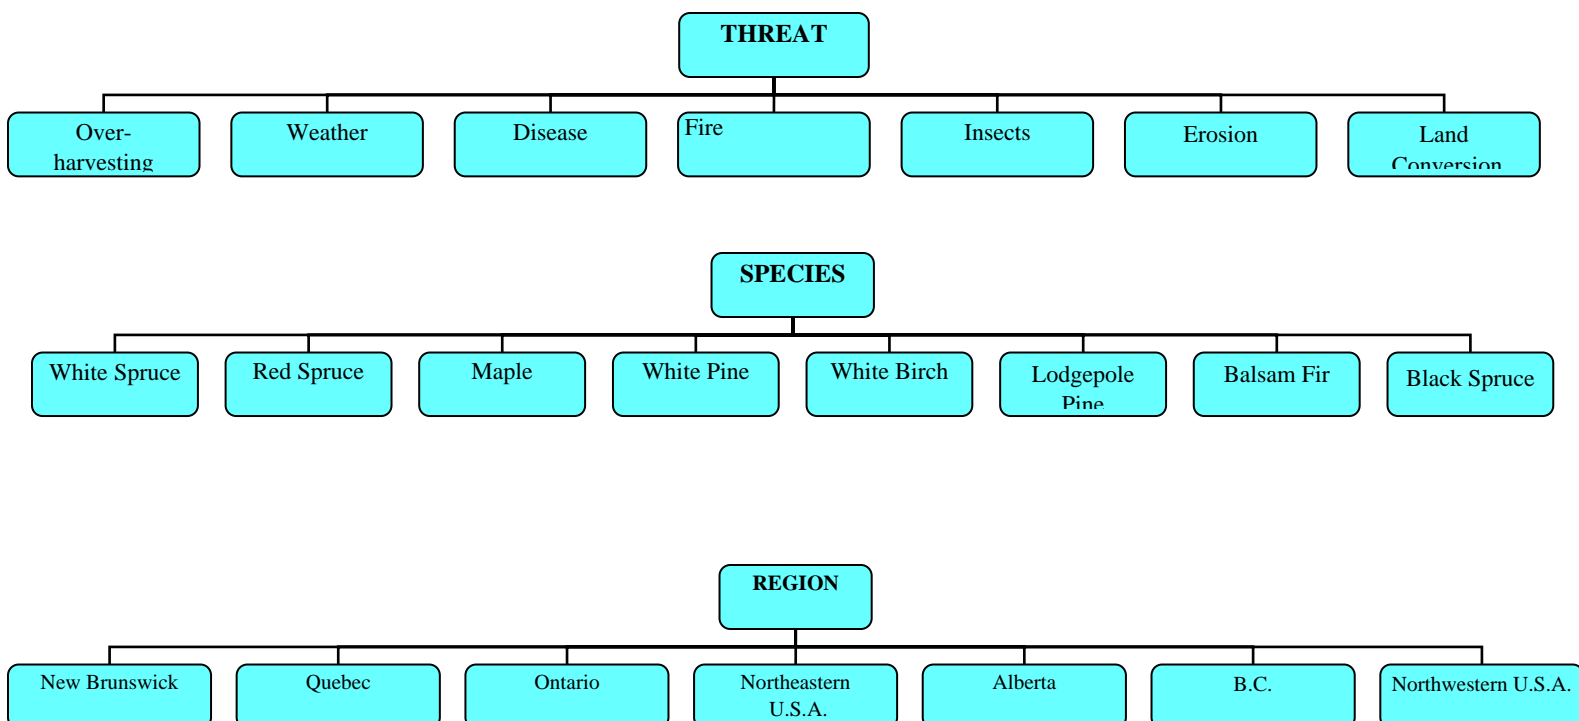 THREAT
Over-
harvesting
Weather
Disease
Fire
Insects
Erosion
Land
Conversion
SPECIES
White Spruce
Red Spruce
Maple
White Pine
White Birch
Lodgepole
Pine
Balsam Fir
Black Spruce
REGION
New Brunswick
Quebec
Ontario
Northeastern
U.S.A.
Alberta
B.C.
Northwestern U.S.A.